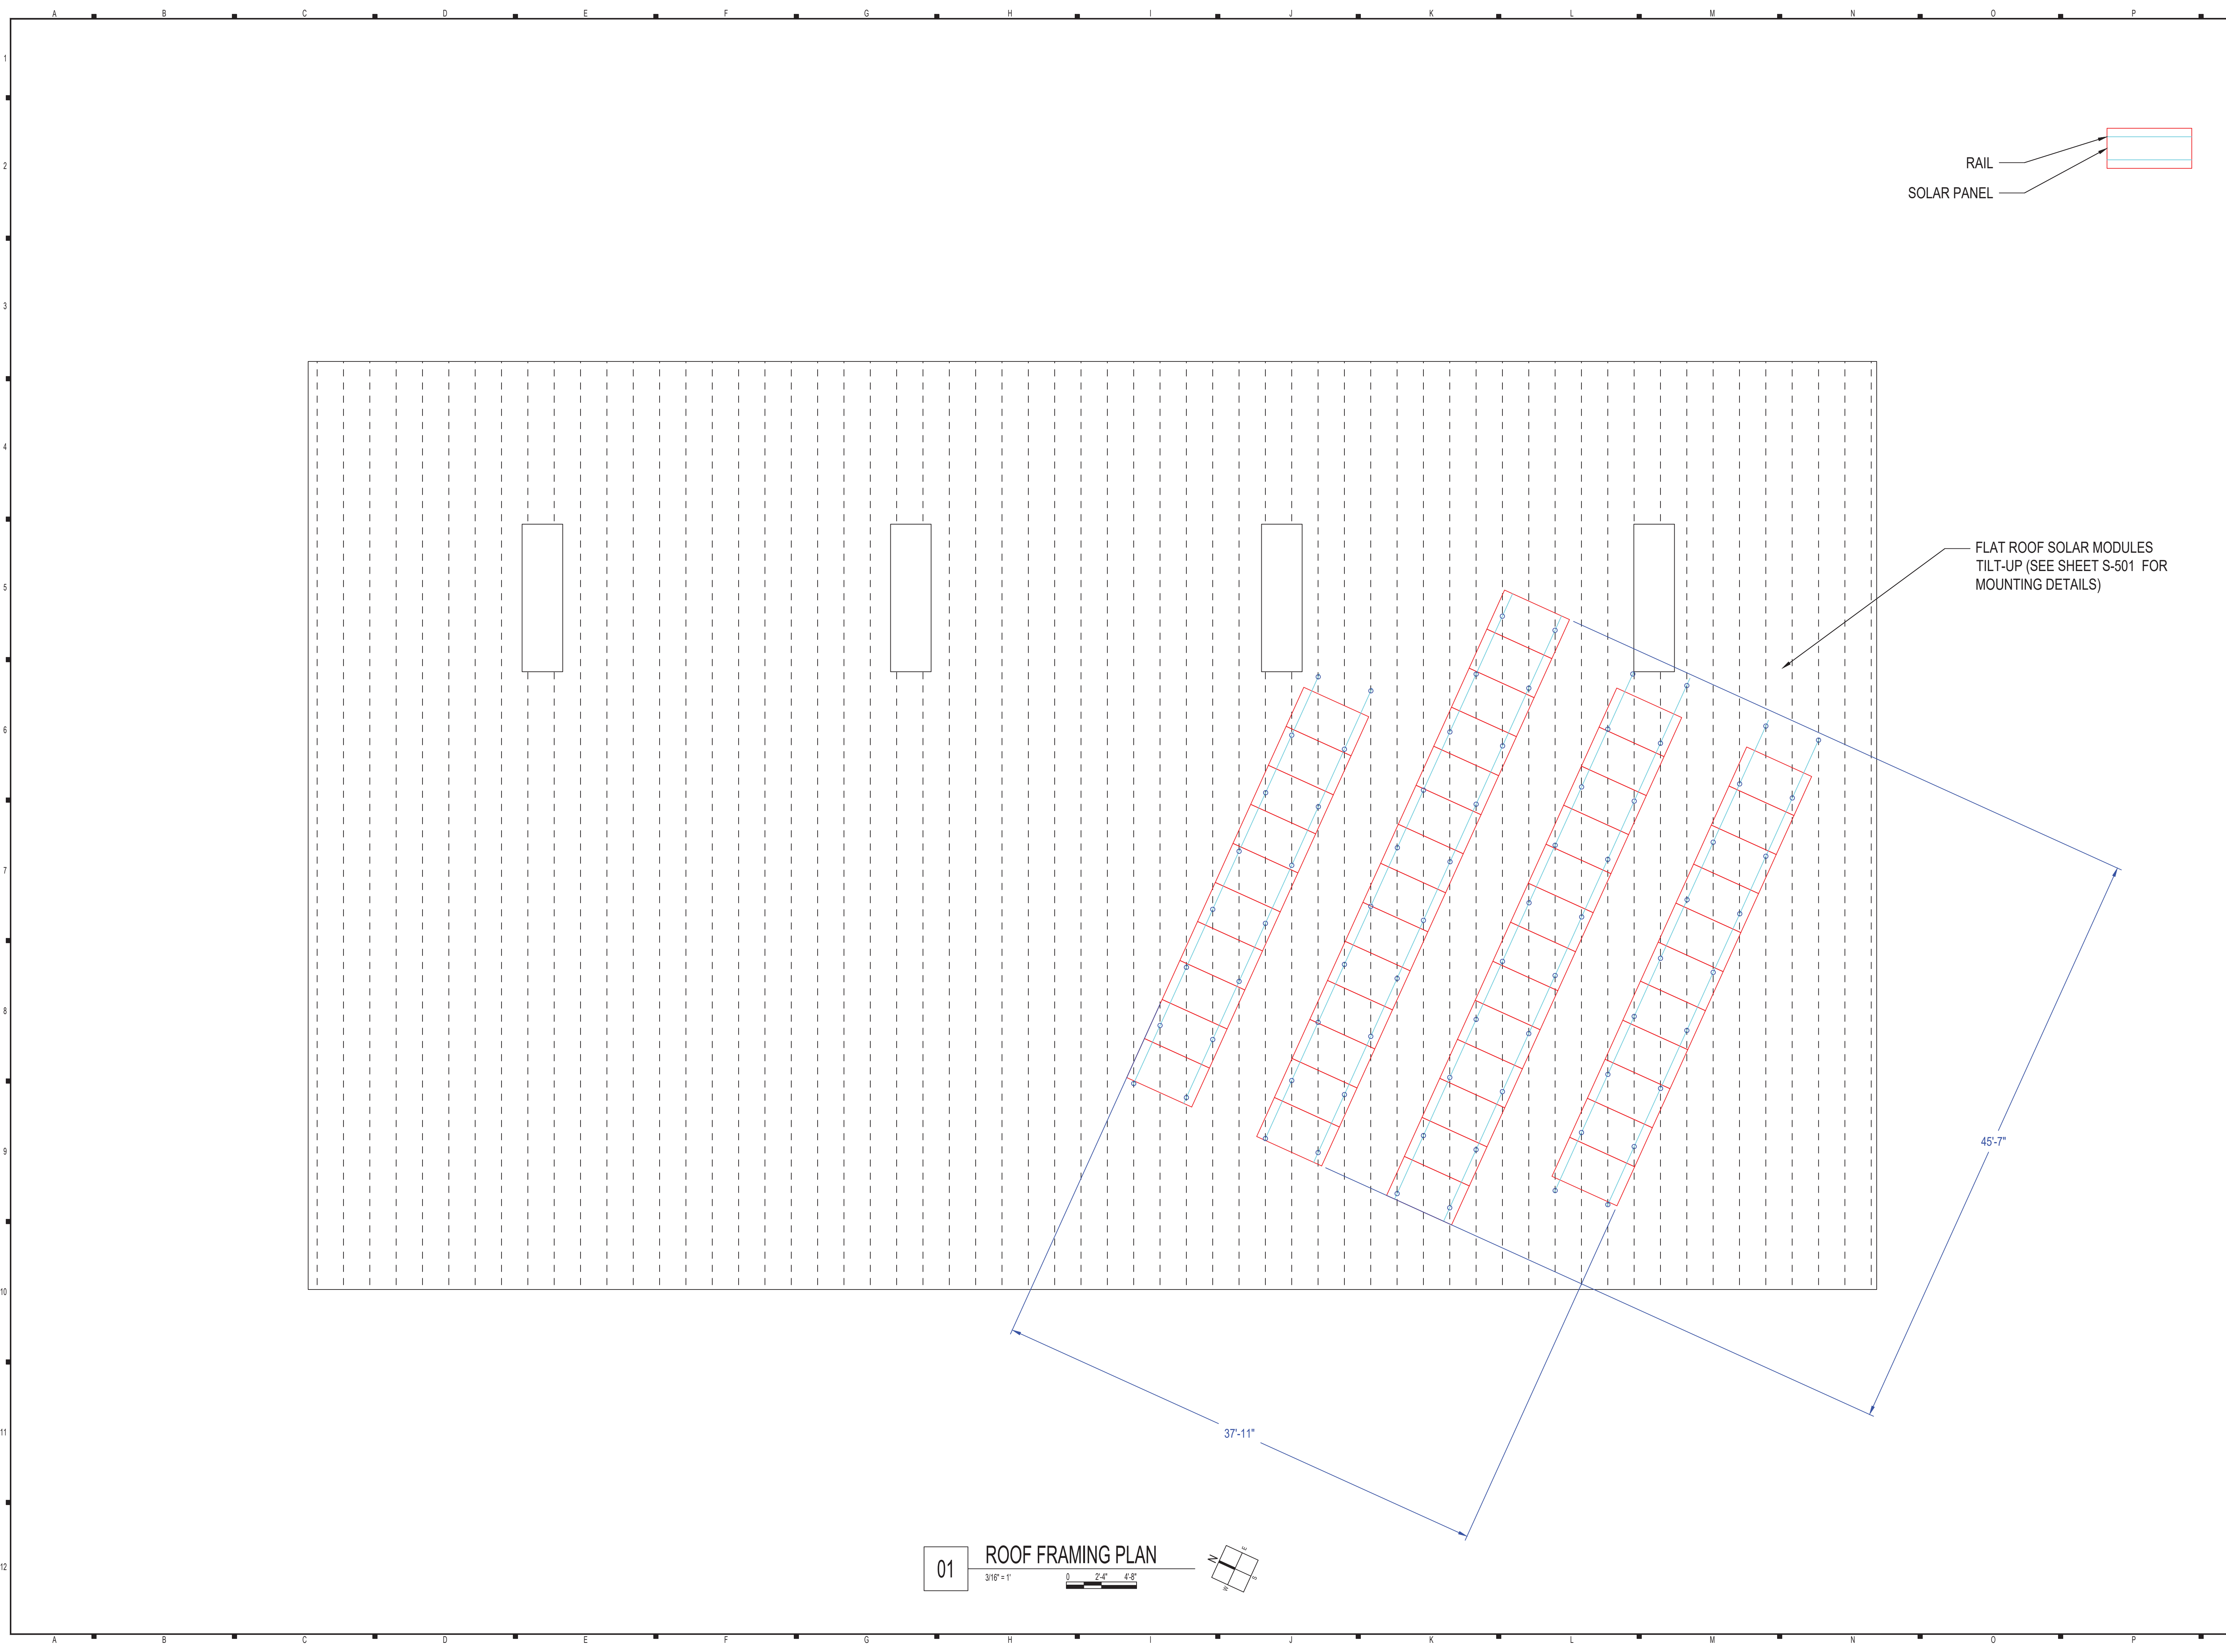 A B C D E F G H I J K L M N O P
1
2
3
4
5
6
7
8
9
10
11
12
RAIL
SOLAR PANEL
FLAT ROOF SOLAR MODULES
TILT-UP (SEE SHEET S-501 FOR
MOUNTING DETAILS)
45'-7"
37'-11"
01
ROOF FRAMING PLAN
3/16" = 1'
0 2'-4" 4'-8"
N
E
W
S
A B C D E F G H I J K L M N O P